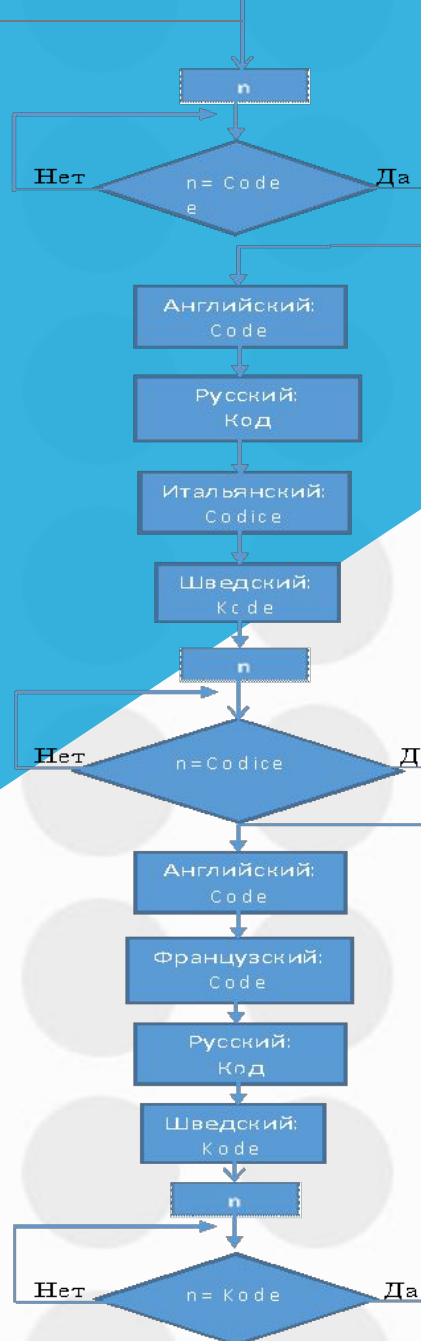 n
Нет
n= Code
e
Да
Английский:
Code
Русский:
Код
Итальянский:
Codice
Шведский:
Kode
n
Нет
n=Codice
Д
Английский:
Code
Французский:
Code
Русский:
Код
Шведский:
Kode
n
Нет
n= Kode
Да